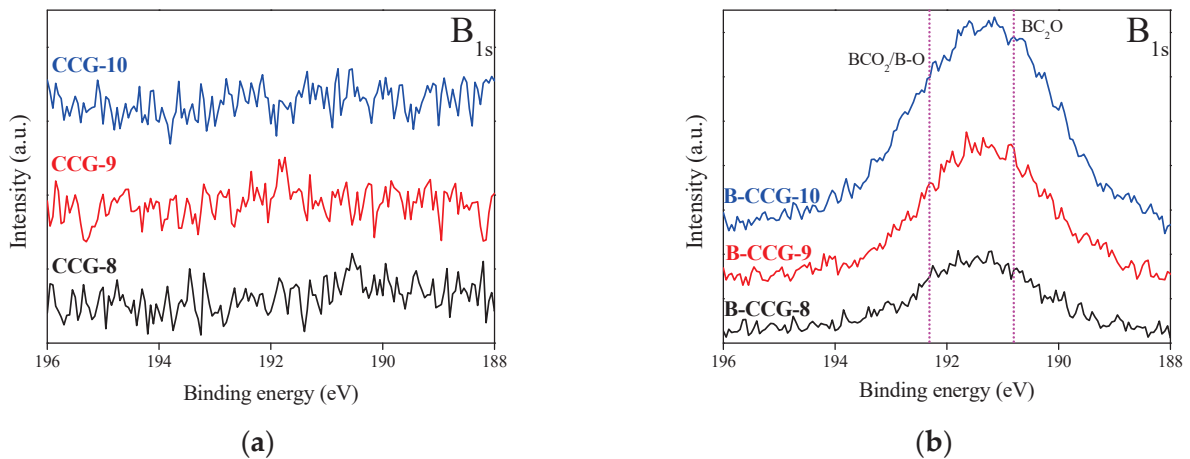 B1s
CCG-10
CCG-9
CCG-8
Intensity (a.u.)
196 194 192 190 188
Binding energy (eV)
(a)
B1s
BC2O
BCO2/B-O
B-CCG-10
B-CCG-9
B-CCG-8
Intensity (a.u.)
196 194 192 190 188
Binding energy (eV)
(b)